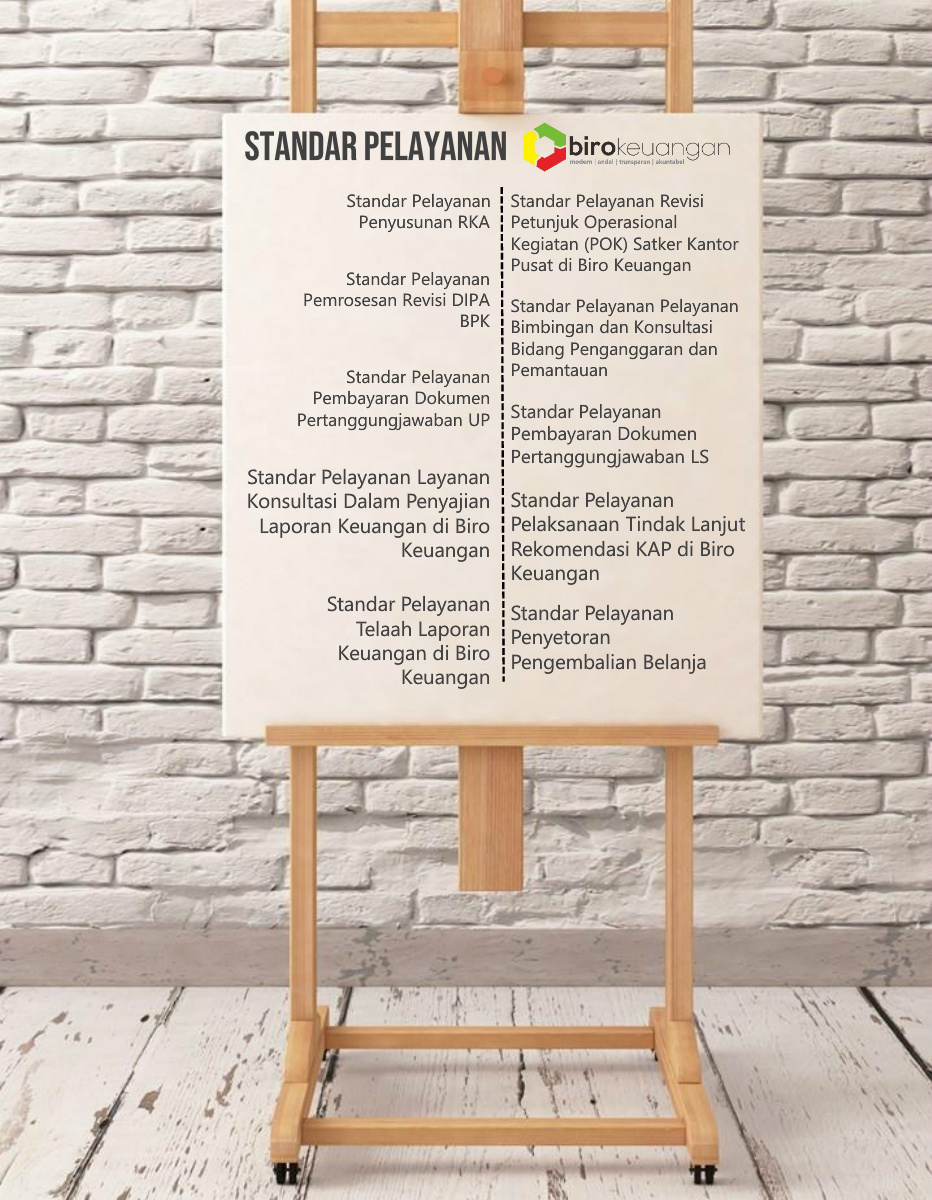 STANDAR PELAYANAN
birokeuangan
modern | andal | transparan | akuntabel
Standar Pelayanan
Penyusunan RKA
Standar Pelayanan
Pemrosesan Revisi DIPA
BPK
Standar Pelayanan
Pembayaran Dokumen
Pertanggungjawaban UP
Standar Pelayanan Layanan
Konsultasi Dalam Penyajian
Laporan Keuangan di Biro
Keuangan
Standar Pelayanan
Telaah Laporan
Keuangan di Biro
Keuangan
Standar Pelayanan Revisi
Petunjuk Operasional
Kegiatan (POK) Satker Kantor
Pusat di Biro Keuangan
Standar Pelayanan Pelayanan
Bimbingan dan Konsultasi
Bidang Penganggaran dan
Pemantauan
Standar Pelayanan
Pembayaran Dokumen
Pertanggungjawaban LS
Standar Pelayanan
Pelaksanaan Tindak Lanjut
Rekomendasi KAP di Biro
Keuangan
Standar Pelayanan
Penyetoran
Pengembalian Belanja